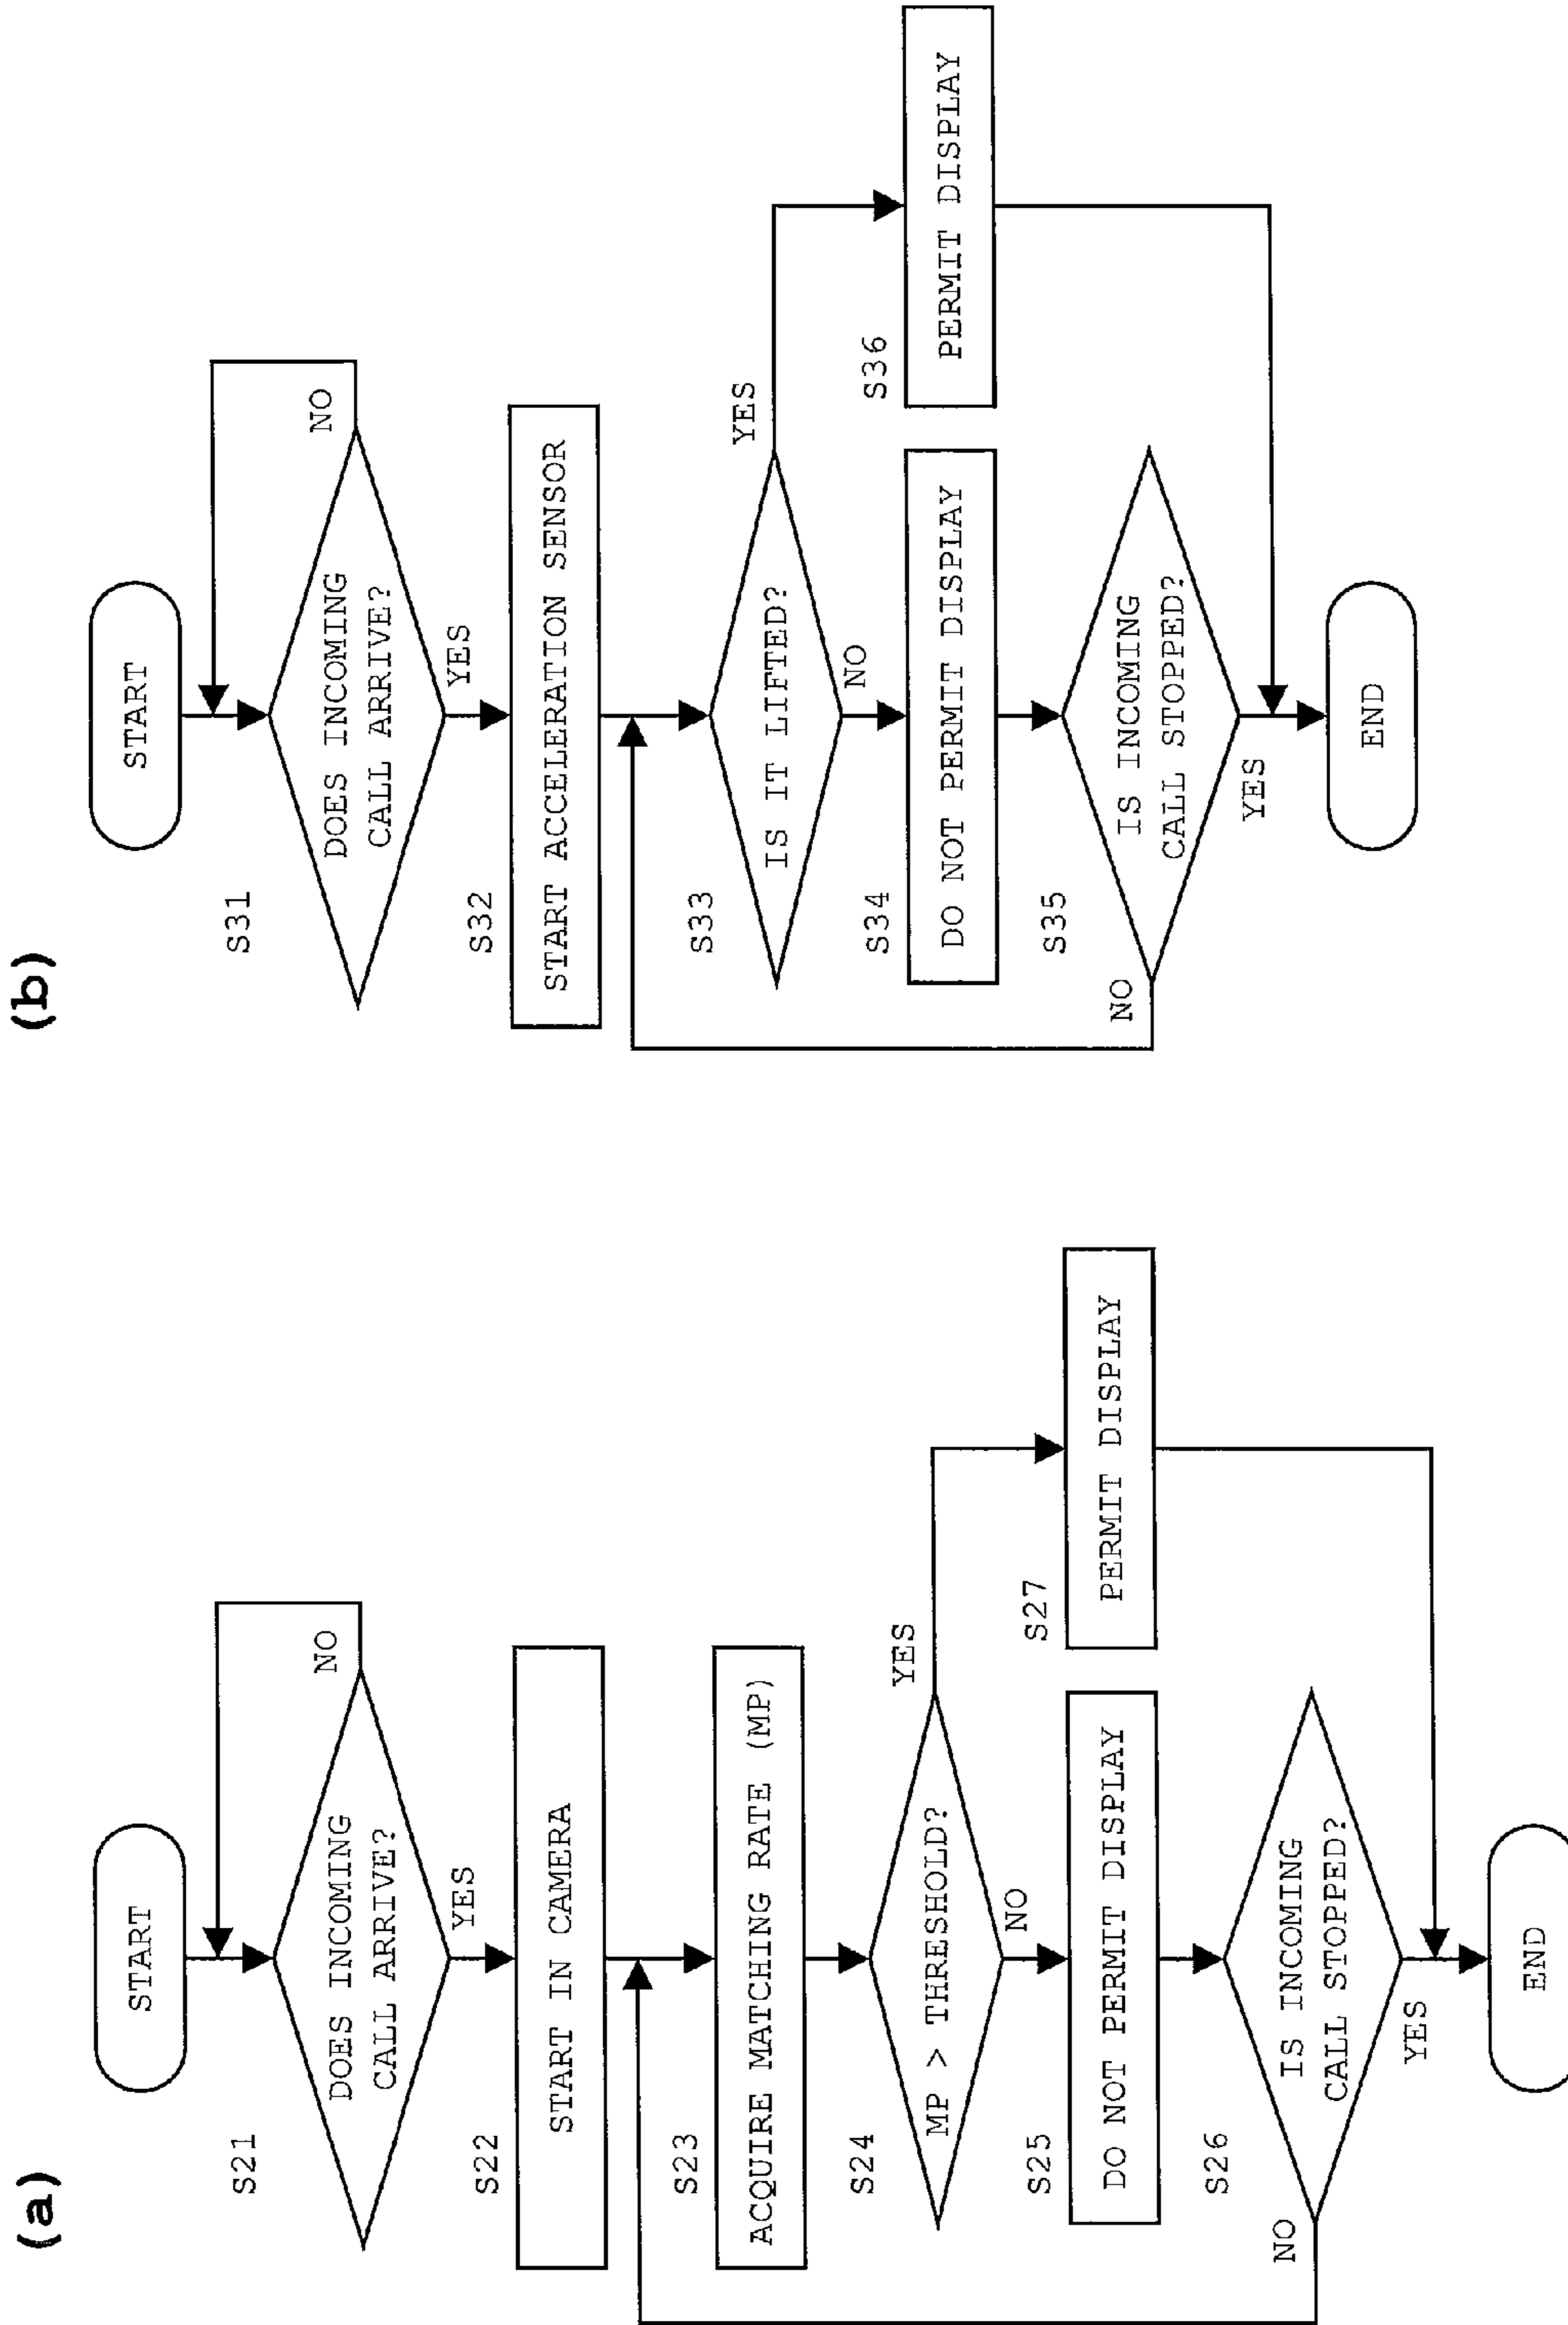 (a)
START
S21
DOES INCOMING
CALL ARRIVE?
NO
YES
S22
START IN CAMERA
S23
ACQUIRE MATCHING RATE (MP)
S24
MP > THRESHOLD?
YES
NO
S25
DO NOT PERMIT DISPLAY
S27
PERMIT DISPLAY
S26
IS INCOMING
CALL STOPPED?
NO
YES
END
(b)
START
S31
DOES INCOMING
CALL ARRIVE?
NO
YES
S32
START ACCELERATION SENSOR
S33
IS IT LIFTED?
YES
NO
S34
DO NOT PERMIT DISPLAY
S36
PERMIT DISPLAY
S35
IS INCOMING
CALL STOPPED?
NO
YES
END